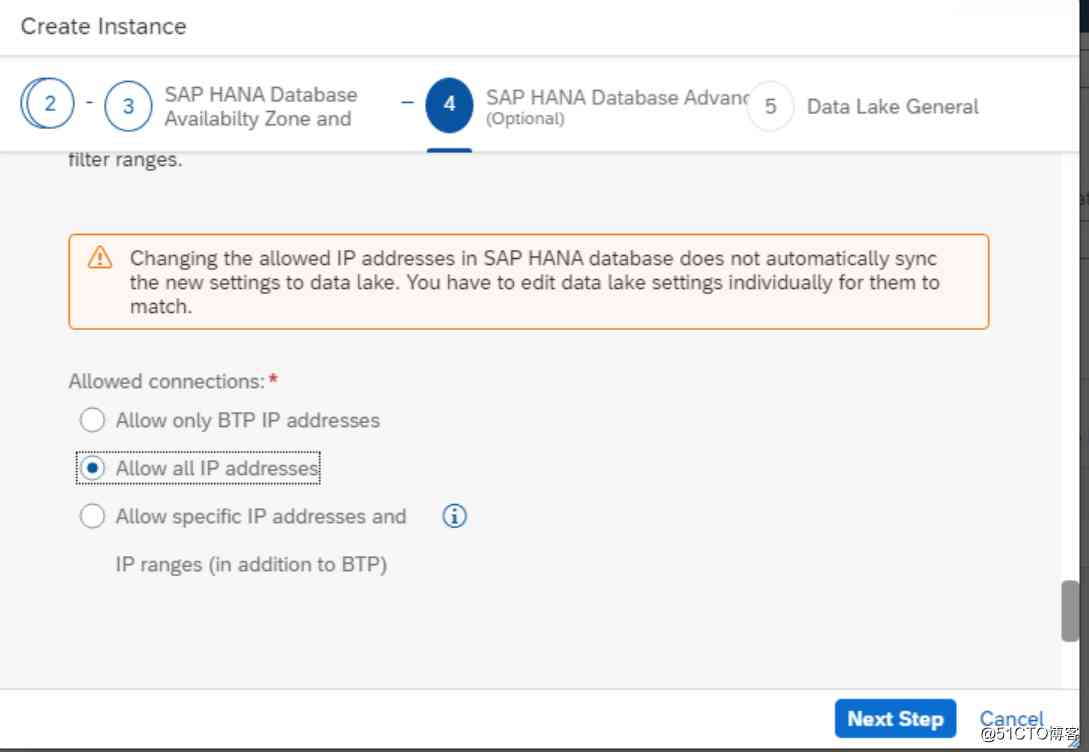 Create Instance
2
3
SAP HANA Database
Availabilty Zone and
4
SAP HANA Database Advanc
(Optional)
5
Data Lake General
filter ranges.
Changing the allowed IP addresses in SAP HANA database does not automatically sync
the new settings to data lake. You have to edit data lake settings individually for them to
match.
Allowed connections:*
Allow only BTP IP addresses
Allow all IP addresses
Allow specific IP addresses and
IP ranges (in addition to BTP)
Next Step
Cancel
@51CTO博客